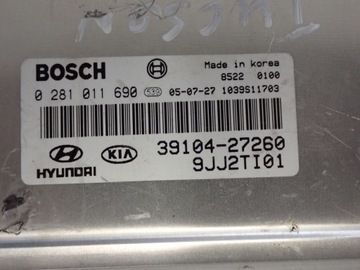 TUCSON
BOSCH
Made in korea
8522 0100
0 281 011 690 05-07-27 1039S11703
HYUNDAI KIA 39104-27260
9JJ2TI01